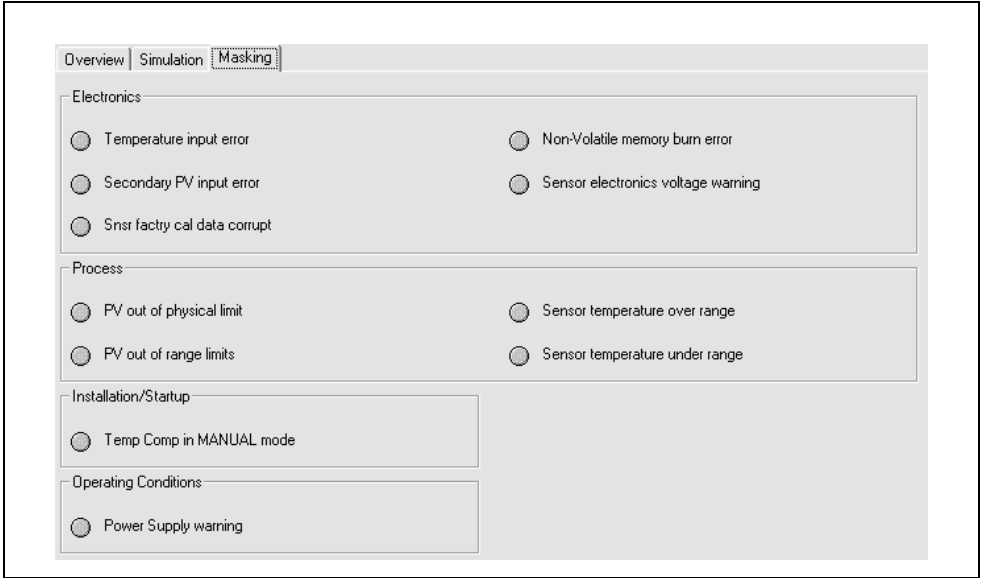 Overview Simulation Masking
Electronics
Temperature input error
Non-Volatile memory burn error
Secondary PV input error
Sensor electronics voltage warning
Snsr factry cal data corrupt
Process
PV out of physical limit
Sensor temperature over range
PV out of range limits
Sensor temperature under range
Installation/Startup
Temp Comp in MANUAL mode
Operating Conditions
Power Supply warning